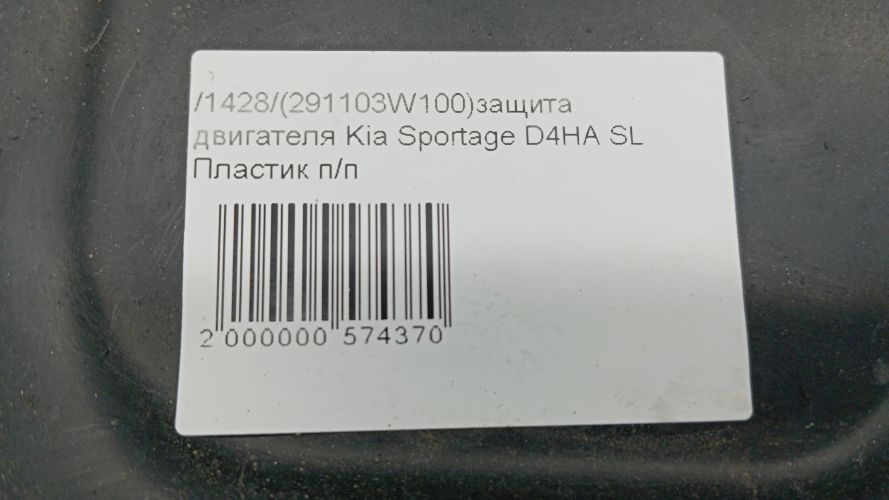 /1428/(291103W100)защита
двигателя Kia Sportage D4HA SL
Пластик п/п
2 000000 574370